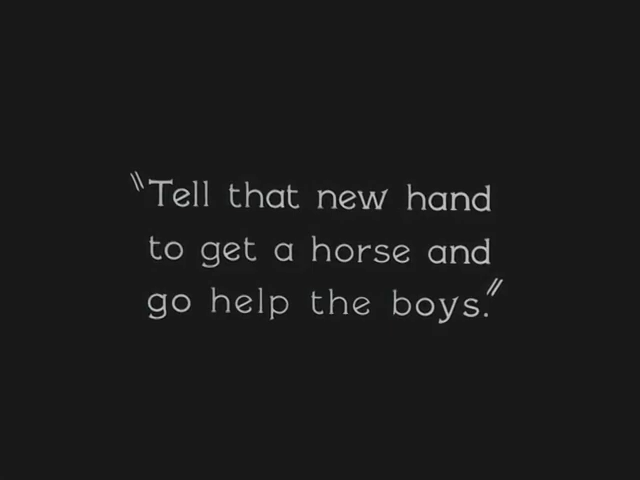 "Tell that new hand
to get a horse and
go help the boys."